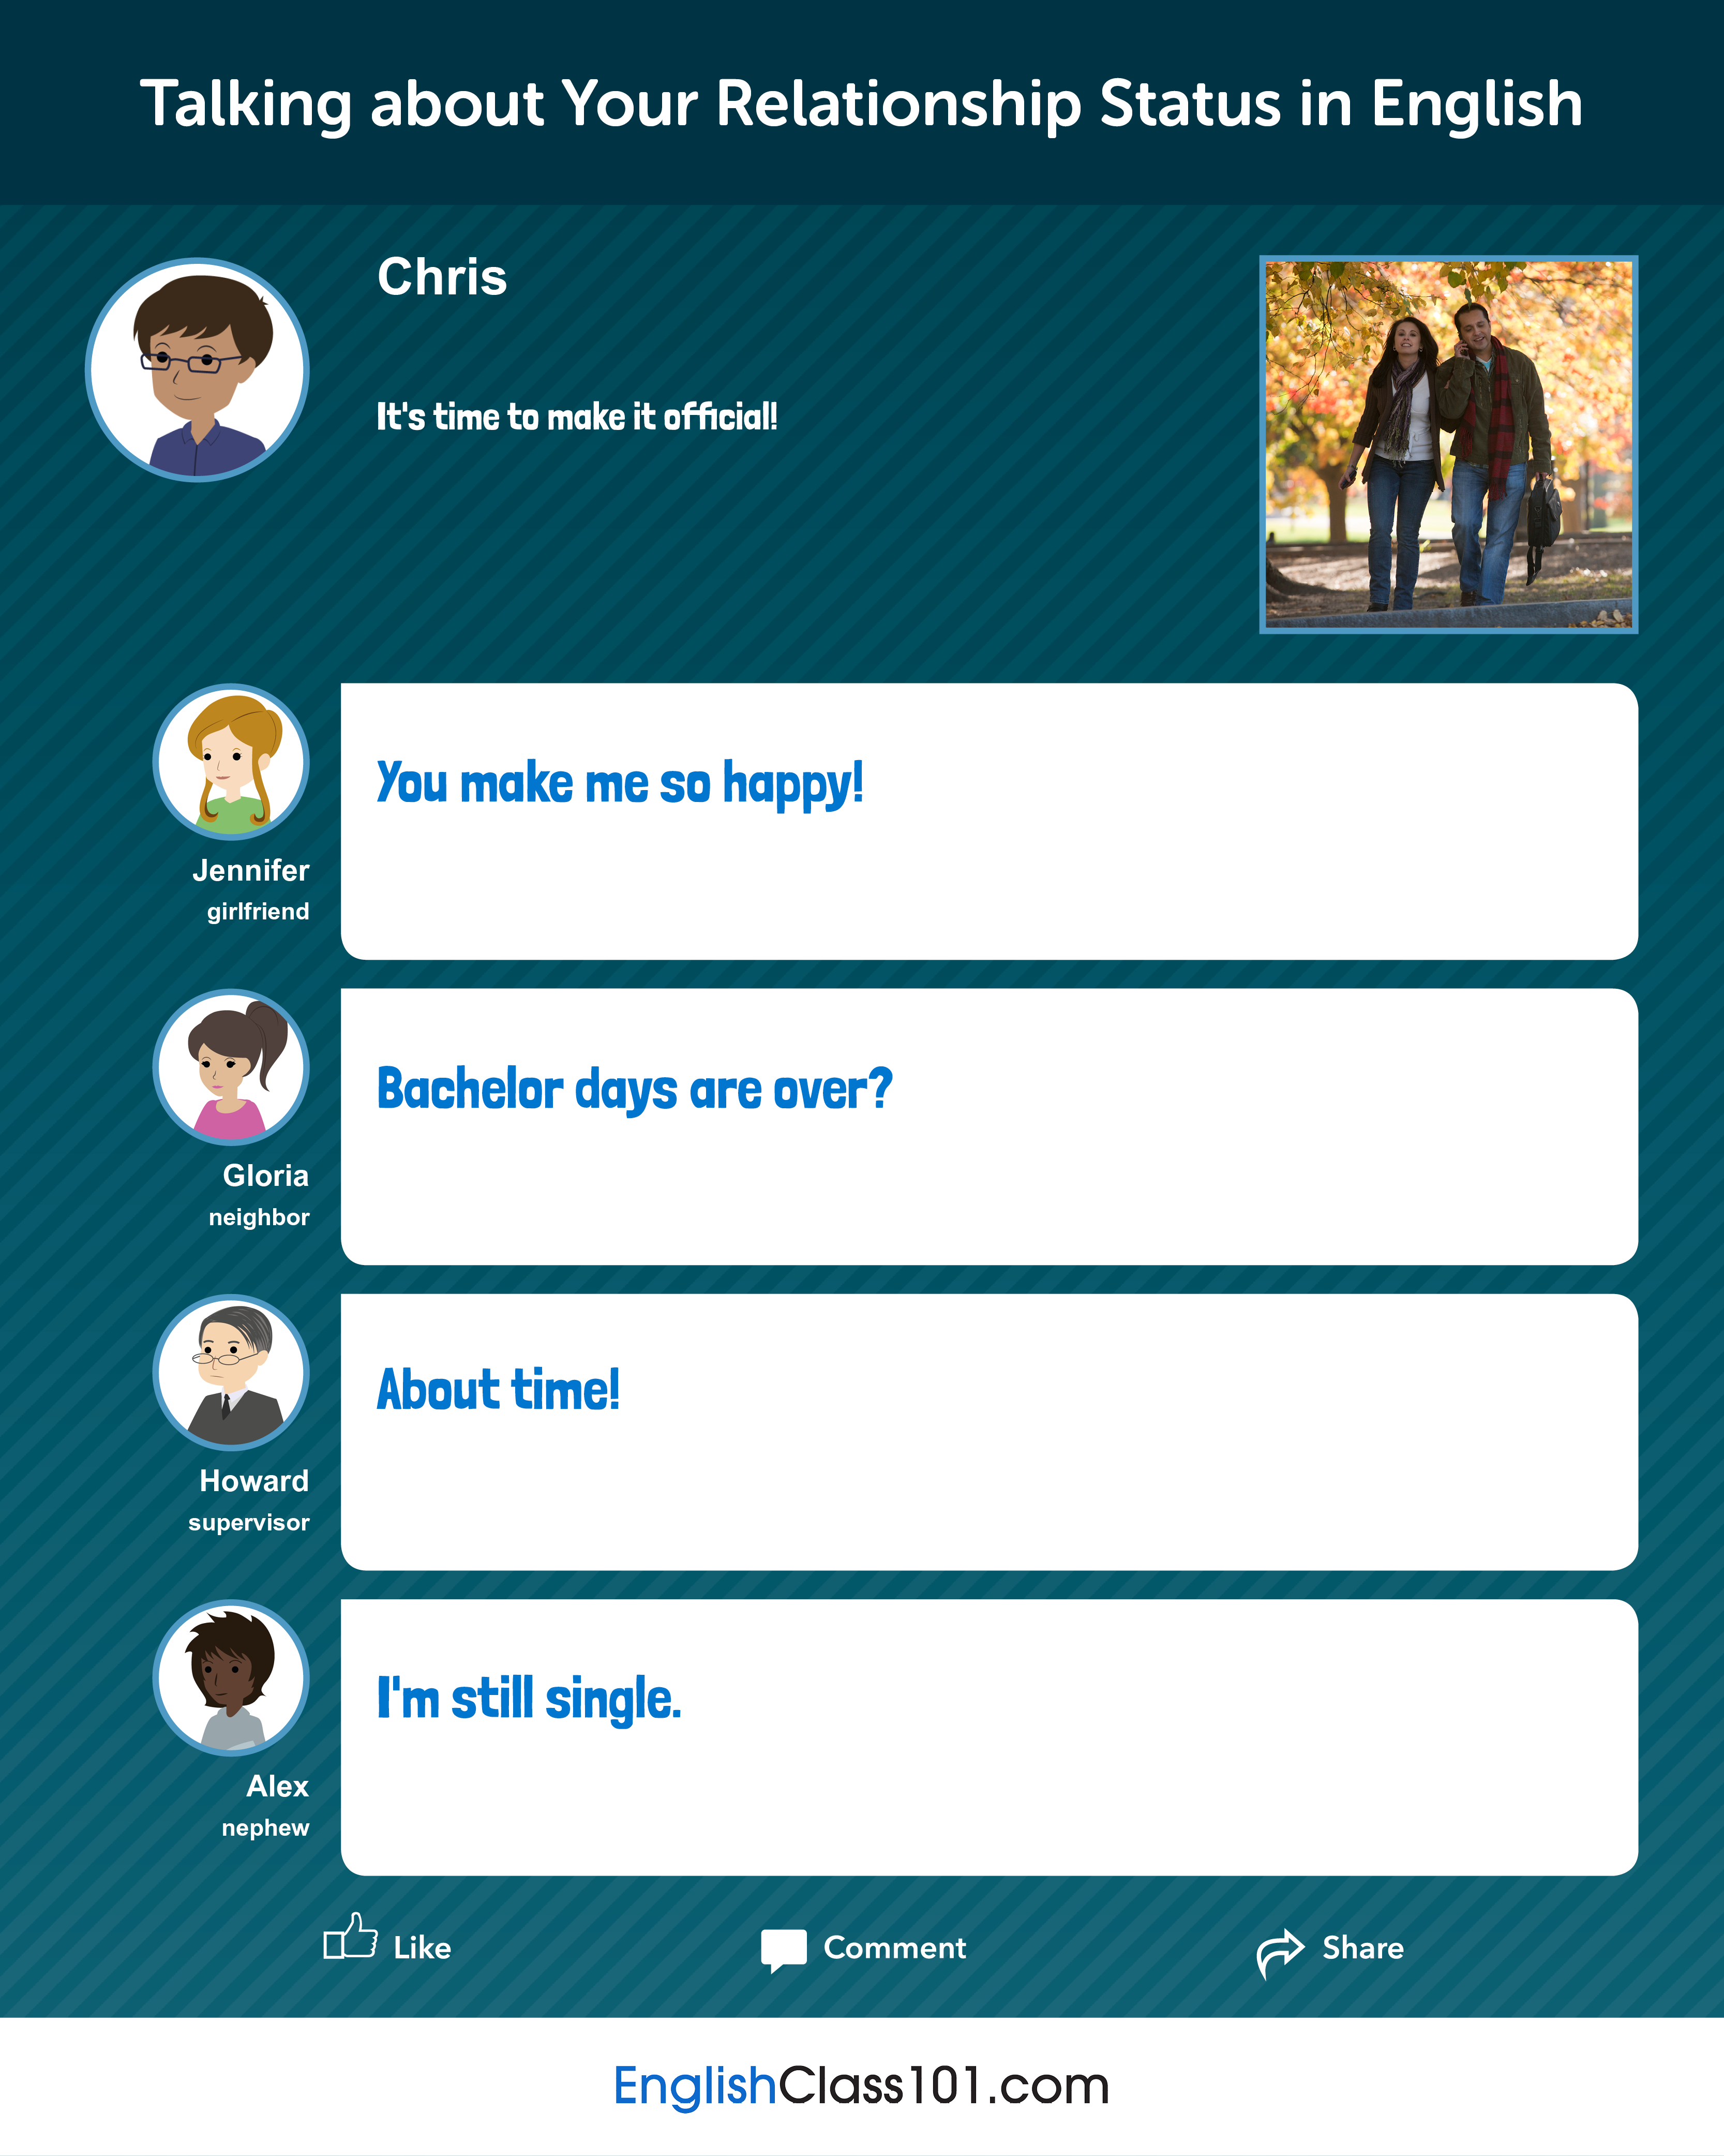 Talking about Your Relationship Status in English
Chris
It's time to make it official!
You make me so happy!
Jennifer
girlfriend
Bachelor days are over?
Gloria
neighbor
About time!
Howard
supervisor
I'm still single.
Alex
nephew
Like
Comment
Share
EnglishClass101.com